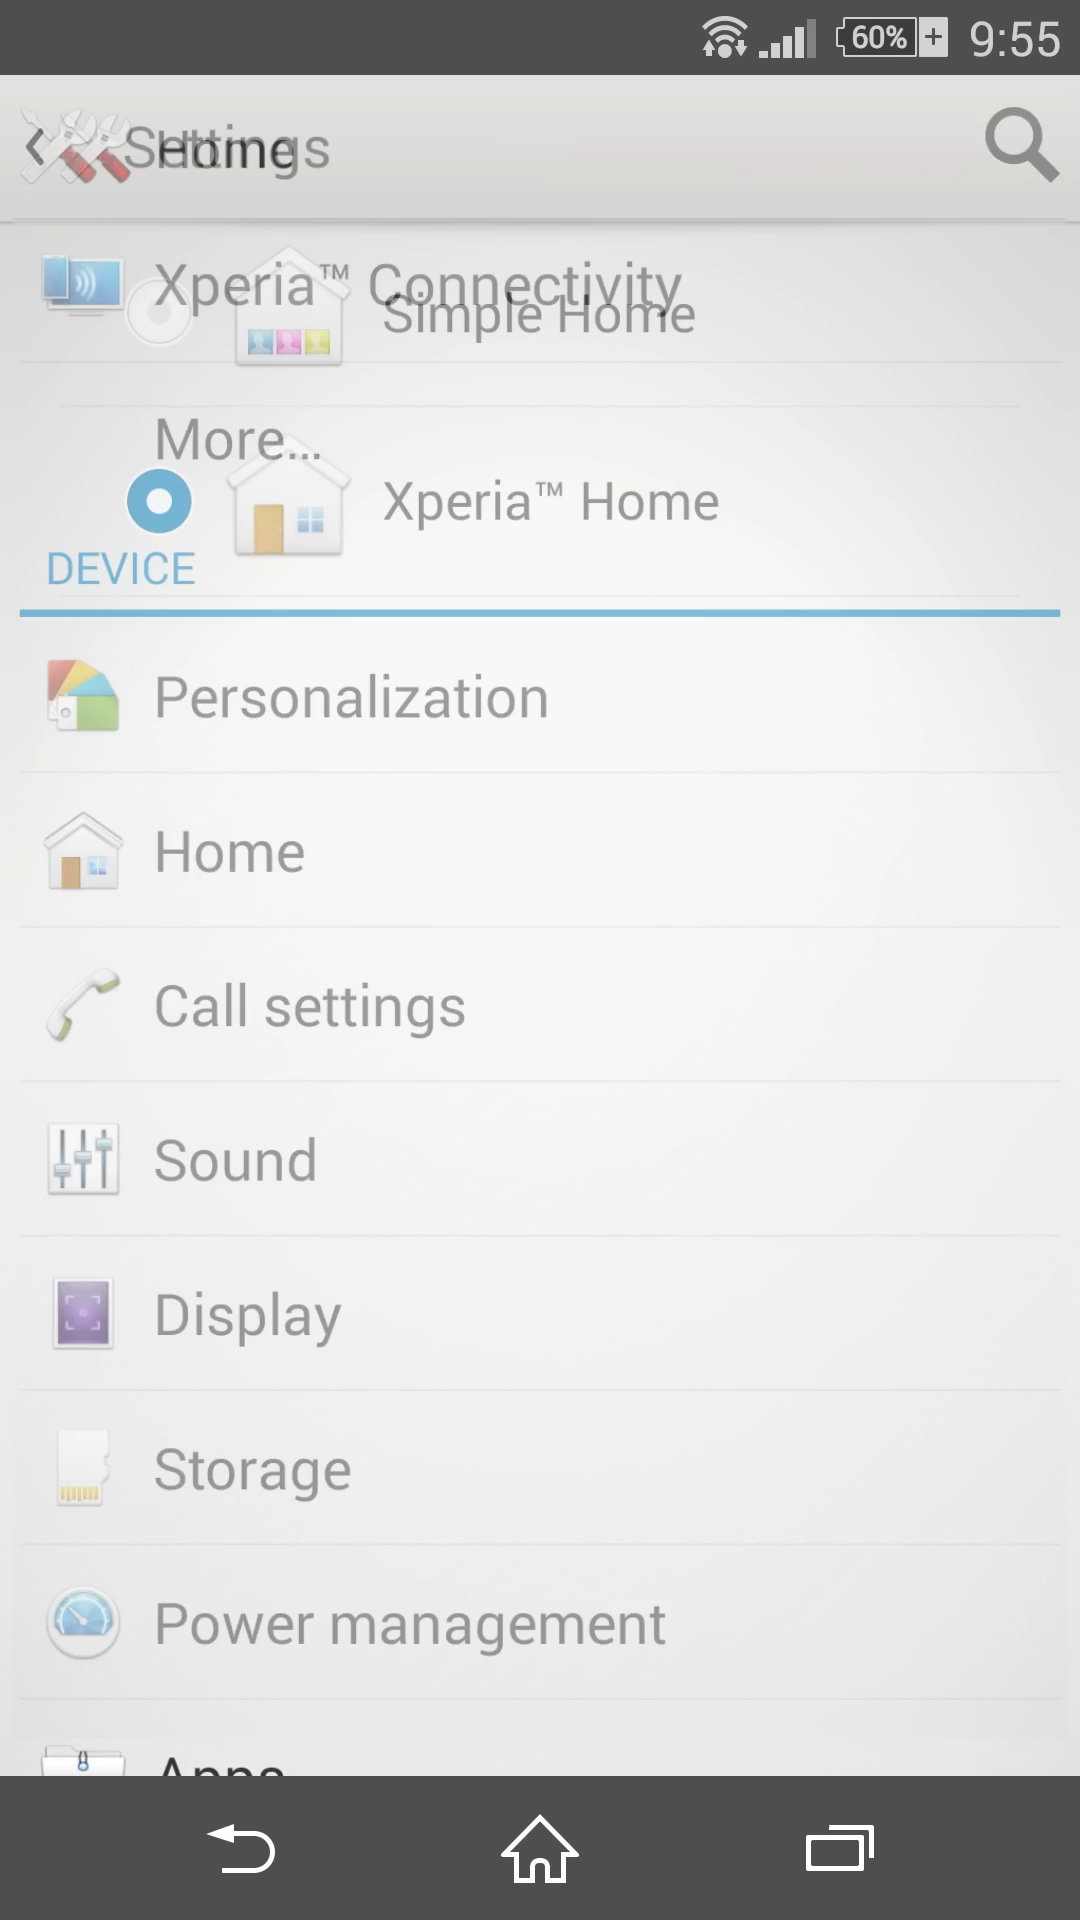 60% 9:55
Settings
Home
Xperia™ Connectivity
Simple Home
More...
Xperia™ Home
DEVICE
Personalization
Home
Call settings
Sound
Display
Storage
Power management
Apps